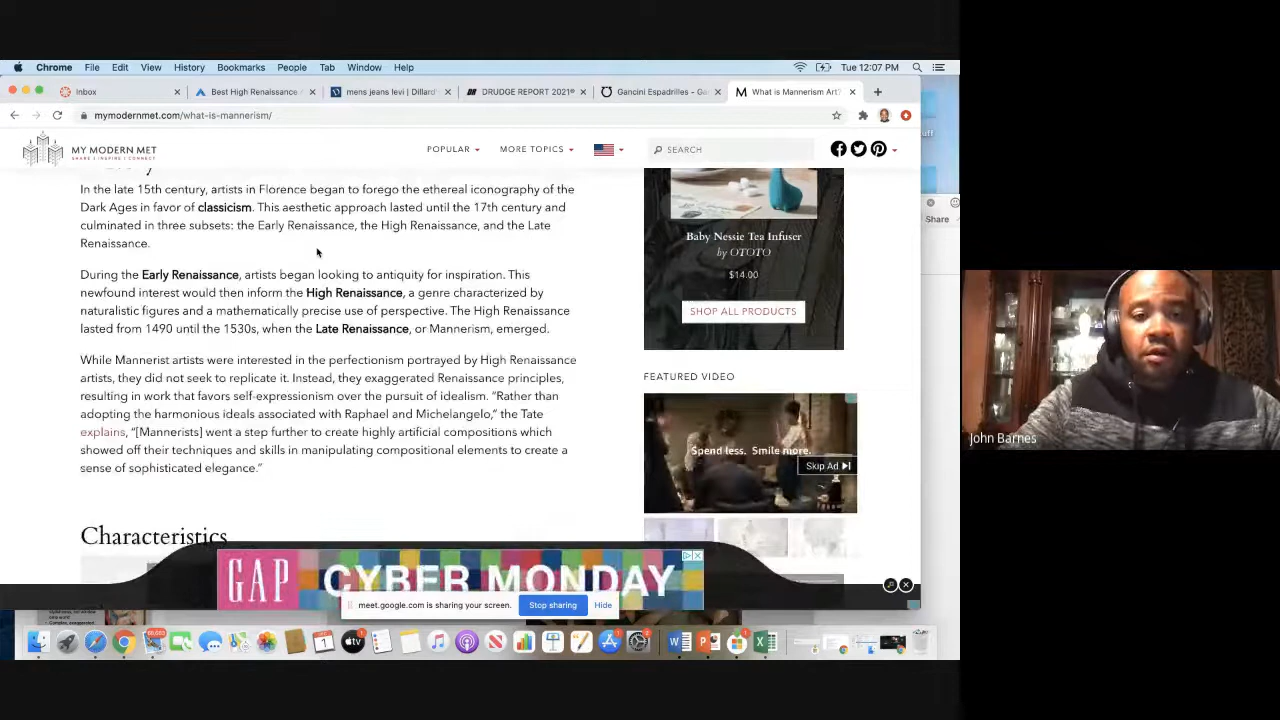 Chrome File Edit View History Bookmarks People Tab Window Help
Tue 12:07 PM
Inbox
Best High Renaissance
mens jeans levi | Dillard'
DRUDGE REPORT 2021®
Gancini Espadrilles - Ga
What is Mannerism Art?
mymodernmet.com/what-is-mannerism/
MY MODERN MET
SHARE | INSPIRE | CONNECT
POPULAR
MORE TOPICS
SEARCH
In the late 15th century, artists in Florence began to forego the ethereal iconography of the
Dark Ages in favor of classicism. This aesthetic approach lasted until the 17th century and
culminated in three subsets: the Early Renaissance, the High Renaissance, and the Late
Renaissance.
During the Early Renaissance, artists began looking to antiquity for inspiration. This
newfound interest would then inform the High Renaissance, a genre characterized by
naturalistic figures and a mathematically precise use of perspective. The High Renaissance
lasted from 1490 until the 1530s, when the Late Renaissance, or Mannerism, emerged.
While Mannerist artists were interested in the perfectionism portrayed by High Renaissance
artists, they did not seek to replicate it. Instead, they exaggerated Renaissance principles,
resulting in work that favors self-expressionism over the pursuit of idealism. “Rather than
adopting the harmonious ideals associated with Raphael and Michelangelo,” the Tate
explains, “[Mannerists] went a step further to create highly artificial compositions which
showed off their techniques and skills in manipulating compositional elements to create a
sense of sophisticated elegance.”
Characteristics
Baby Nessie Tea Infuser
by OTOTO
$14.00
SHOP ALL PRODUCTS
FEATURED VIDEO
Spend less. Smile more.
Skip Ad
GAP CYBER MONDAY
meet.google.com is sharing your screen. Stop sharing Hide
Share
John Barnes